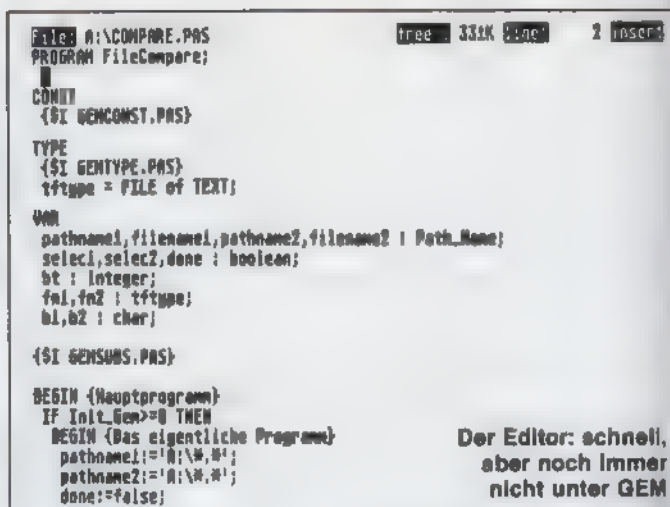 File: A:\COMPARE.PAS free : 331K line: 2 insert
PROGRAM FileCompare;
CONST
{$I GEMCONST.PAS}
TYPE
{$I GEMTYPE.PAS}
tftype = FILE of TEXT;
VAR
pathname1,filename1,pathname2,filename2 : Path_Name;
selec1,selec2,done : boolean;
bt : integer;
fn1,fn2 : tftype;
b1,b2 : char;
{$I GEMSUBS.PAS}
BEGIN {Hauptprogramm}
If Init_Gem>=0 THEN
BEGIN {Das eigentliche Programm}
pathname1:='A:\*.*';
pathname2:='A:\*.*';
done:=false;
Der Editor: schnell,
aber noch immer
nicht unter GEM